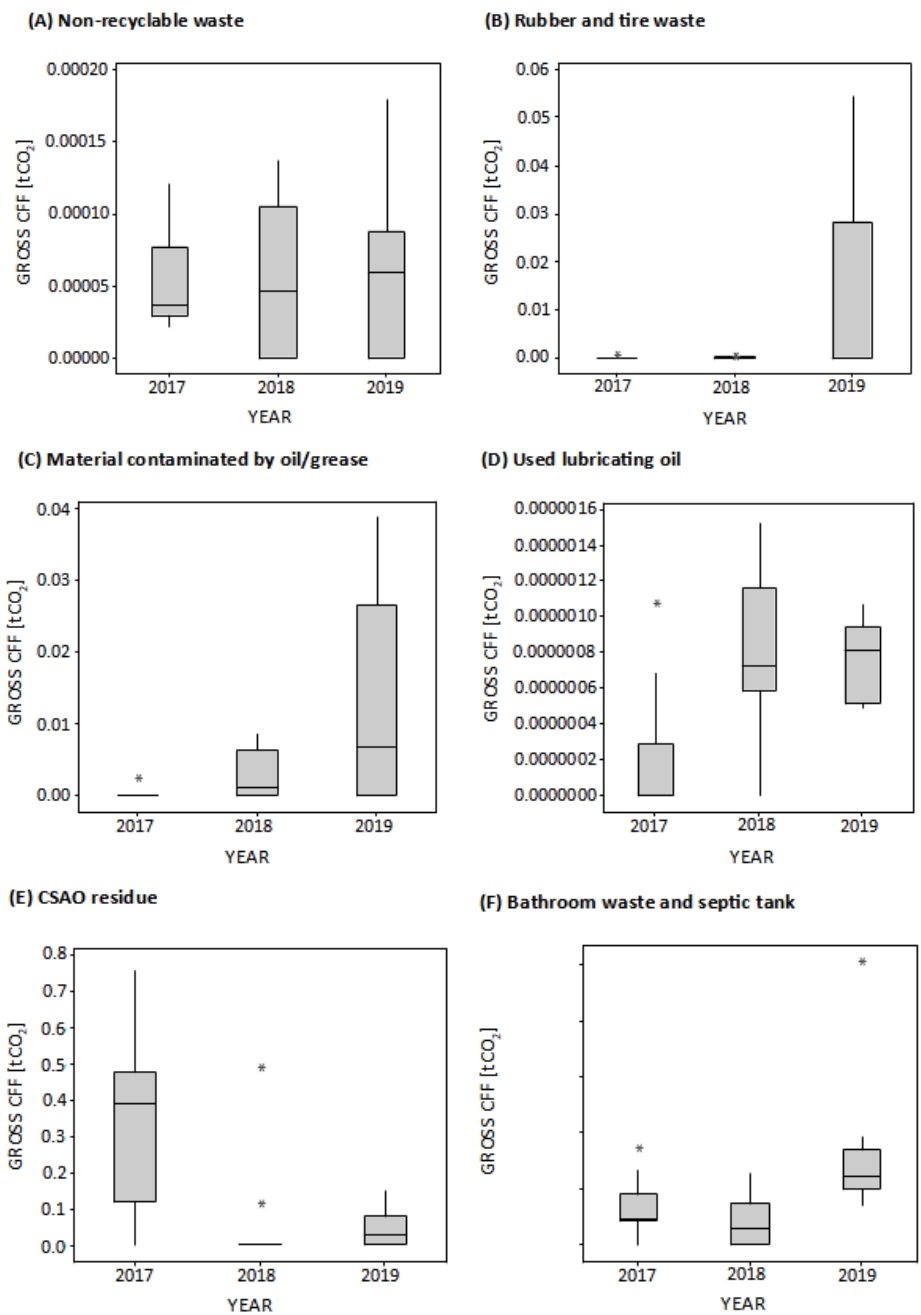 (A) Non-recyclable waste
GROSS CFF [tCO₂]
0.00020
0.00015
0.00010
0.00005
0.00000
2017 2018 2019
YEAR
(B) Rubber and tire waste
GROSS CFF [tCO₂]
0.06
0.05
0.04
0.03
0.02
0.01
0.00
2017 2018 2019
YEAR
(C) Material contaminated by oil/grease
GROSS CFF [tCO₂]
0.04
0.03
0.02
0.01
0.00
2017 2018 2019
YEAR
(D) Used lubricating oil
GROSS CFF [tCO₂]
0.0000016
0.0000014
0.0000012
0.0000010
0.0000008
0.0000006
0.0000004
0.0000002
0.0000000
2017 2018 2019
YEAR
(E) CSAO residue
GROSS CFF [tCO₂]
0.8
0.7
0.6
0.5
0.4
0.3
0.2
0.1
0.0
2017 2018 2019
YEAR
(F) Bathroom waste and septic tank
GROSS CFF [tCO₂]
2017 2018 2019
YEAR